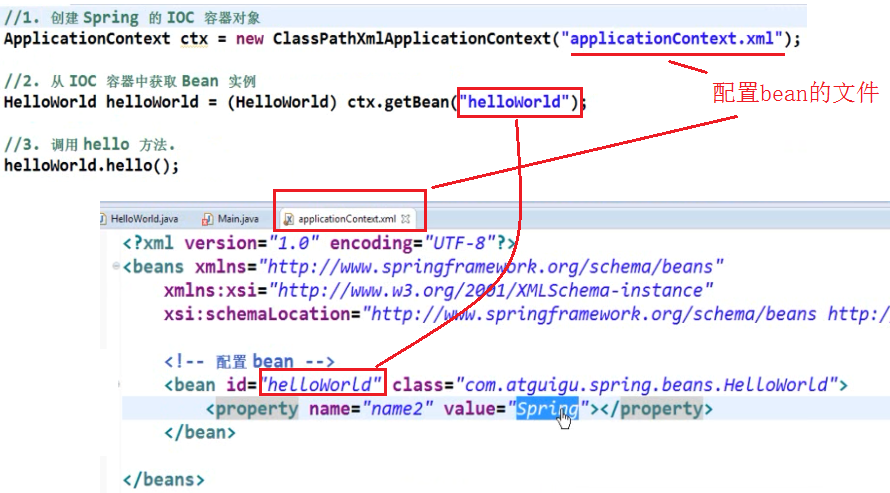 //1. 创建 Spring 的 IOC 容器对象
ApplicationContext ctx = new ClassPathXmlApplicationContext("applicationContext.xml");
//2. 从 IOC 容器中获取 Bean 实例
HelloWorld helloWorld = (HelloWorld) ctx.getBean("helloWorld");
配置bean的文件
//3. 调用 hello 方法.
helloWorld.hello();
HelloWorld.java Main.java applicationContext.xml
<?xml version="1.0" encoding="UTF-8"?>
<beans xmlns="http://www.springframework.org/schema/beans"
xmlns:xsi="http://www.w3.org/2001/XMLSchema-instance"
xsi:schemaLocation="http://www.springframework.org/schema/beans http:/
<!-- 配置 bean -->
<bean id="helloWorld" class="com.atguigu.spring.beans.HelloWorld">
<property name="name2" value="Spring"></property>
</bean>
</beans>